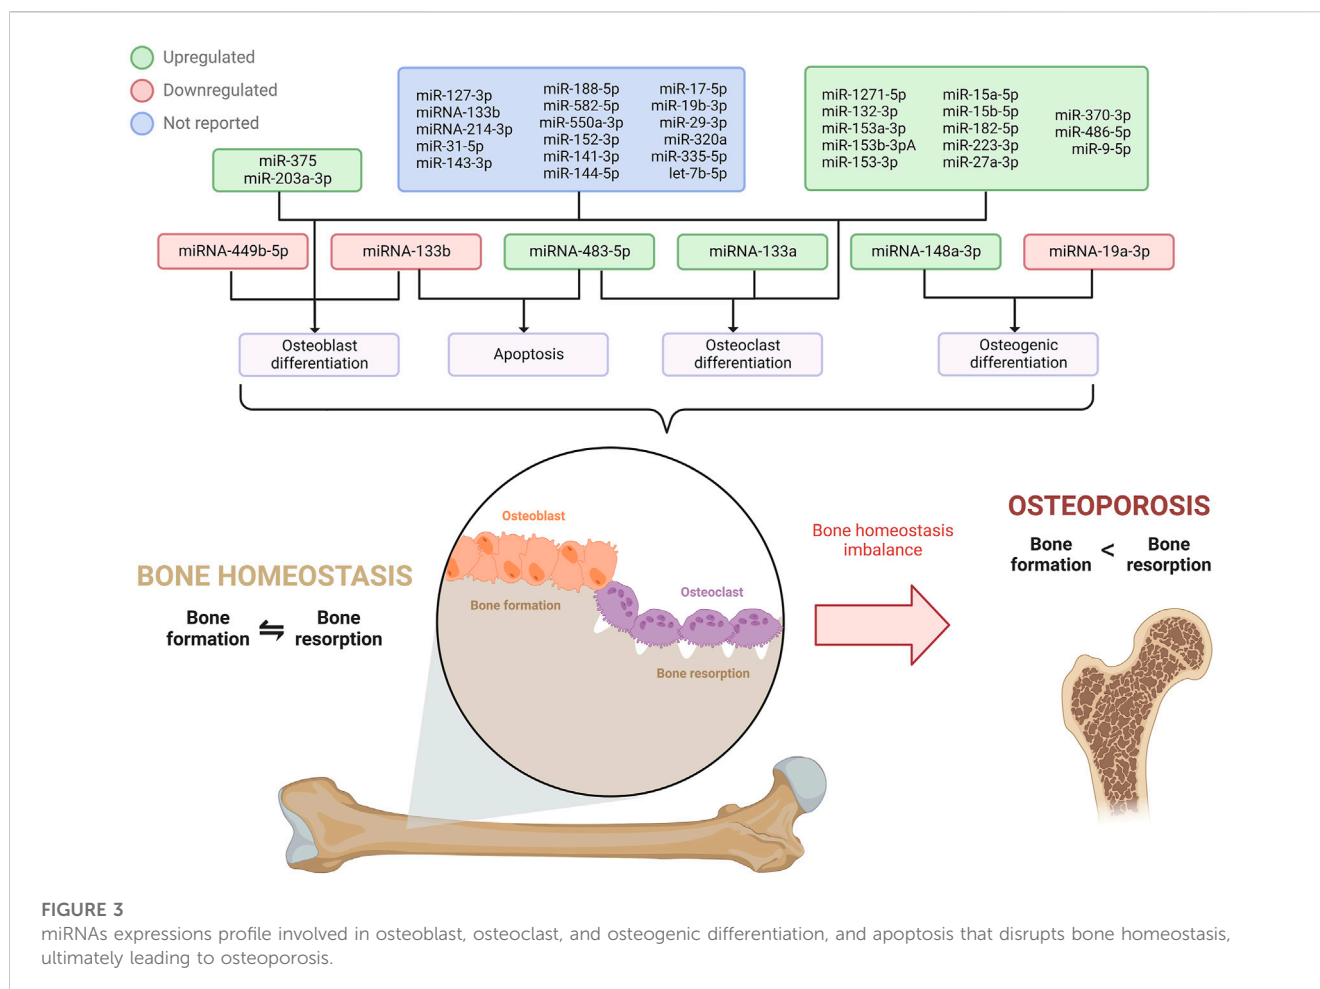 Upregulated
Downregulated
Not reported
miR-375
miR-203a-3p
miR-127-3p
miRNA-133b
miRNA-214-3p
miR-31-5p
miR-143-3p
miR-188-5p
miR-582-5p
miR-550a-3p
miR-152-3p
miR-141-3p
miR-144-5p
miR-17-5p
miR-19b-3p
miR-29-3p
miR-320a
miR-335-5p
let-7b-5p
miR-1271-5p
miR-132-3p
miR-153a-3p
miR-153b-3pA
miR-153-3p
miR-15a-5p
miR-15b-5p
miR-182-5p
miR-223-3p
miR-27a-3p
miR-370-3p
miR-486-5p
miR-9-5p
miRNA-449b-5p
miRNA-133b
miRNA-483-5p
miRNA-133a
miRNA-148a-3p
miRNA-19a-3p
Osteoblast
differentiation
Apoptosis
Osteoclast
differentiation
Osteogenic
differentiation
BONE HOMEOSTASIS
Bone
formation
⇋
Bone
resorption
Osteoblast
Bone formation
Osteoclast
Bone resorption
Bone homeostasis
imbalance
OSTEOPOROSIS
Bone
formation
<
Bone
resorption
FIGURE 3
miRNAs expressions profile involved in osteoblast, osteoclast, and osteogenic differentiation, and apoptosis that disrupts bone homeostasis,
ultimately leading to osteoporosis.